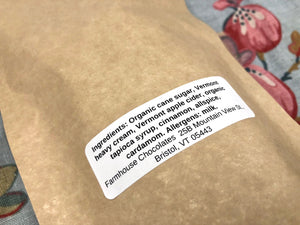 ingredients: Organic cane sugar, Vermont
heavy cream, Vermont apple cider, organic
tapioca syrup, cinnamon, allspice,
cardamom. Allergens: milk.
Farmhouse Chocolates 25B Mountain View St.,
Bristol, VT 05443